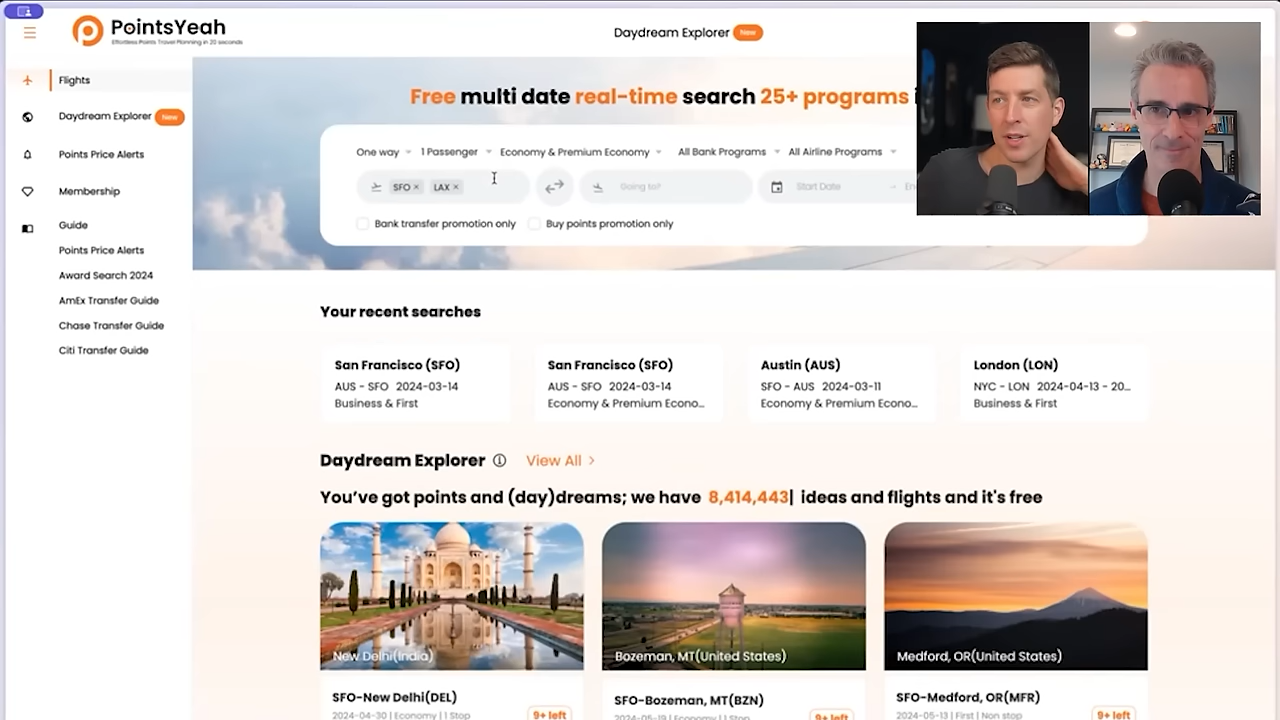 PointsYeah
Effortless Points Travel Planning in 20 seconds
Daydream Explorer New
Flights
Daydream Explorer New
Points Price Alerts
Membership
Guide
Points Price Alerts
Award Search 2024
AmEx Transfer Guide
Chase Transfer Guide
Citi Transfer Guide
Free multi date real-time search 25+ programs
One way 1 Passenger Economy & Premium Economy All Bank Programs All Airline Programs
SFO × LAX × Going to? Start Date → En
Bank transfer promotion only Buy points promotion only
Your recent searches
San Francisco (SFO)
AUS - SFO 2024-03-14
Business & First
San Francisco (SFO)
AUS - SFO 2024-03-14
Economy & Premium Econo...
Austin (AUS)
SFO - AUS 2024-03-11
Economy & Premium Econo...
London (LON)
NYC - LON 2024-04-13 - 20...
Business & First
Daydream Explorer View All >
You've got points and (day)dreams; we have 8,414,443| ideas and flights and it's free
New Delhi(India)
SFO-New Delhi(DEL)
2024-04-30 | Economy | 1 Stop
9+ left
Bozeman, MT(United States)
SFO-Bozeman, MT(BZN)
2024-05-19 | Economy | 1 Stop
9+ left
Medford, OR(United States)
SFO-Medford, OR(MFR)
2024-05-13 | First | Non stop
9+ left